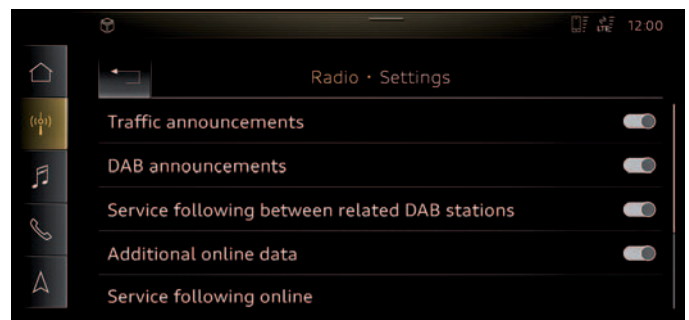 LTE 12:00
Radio • Settings
Traffic announcements
DAB announcements
Service following between related DAB stations
Additional online data
Service following online